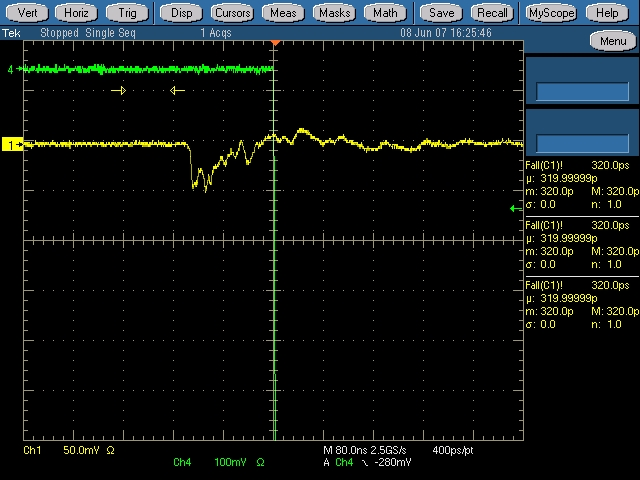 Vert Horiz Trig Disp Cursors Meas Masks Math Save Recall MyScope Help
Tek Stopped Single Seq 1 Acqs 08 Jun 07 16:25:46
Menu
4
1
Fall(C1)! 320.0ps
µ: 319.99999p
m: 320.0p M: 320.0p
σ: 0.0 n: 1.0
Fall(C1)! 320.0ps
µ: 319.99999p
m: 320.0p M: 320.0p
σ: 0.0 n: 1.0
Fall(C1)! 320.0ps
µ: 319.99999p
m: 320.0p M: 320.0p
σ: 0.0 n: 1.0
Ch1 50.0mV Ω M 80.0ns 2.5GS/s 400ps/pt
Ch4 100mV Ω A Ch4 -280mV